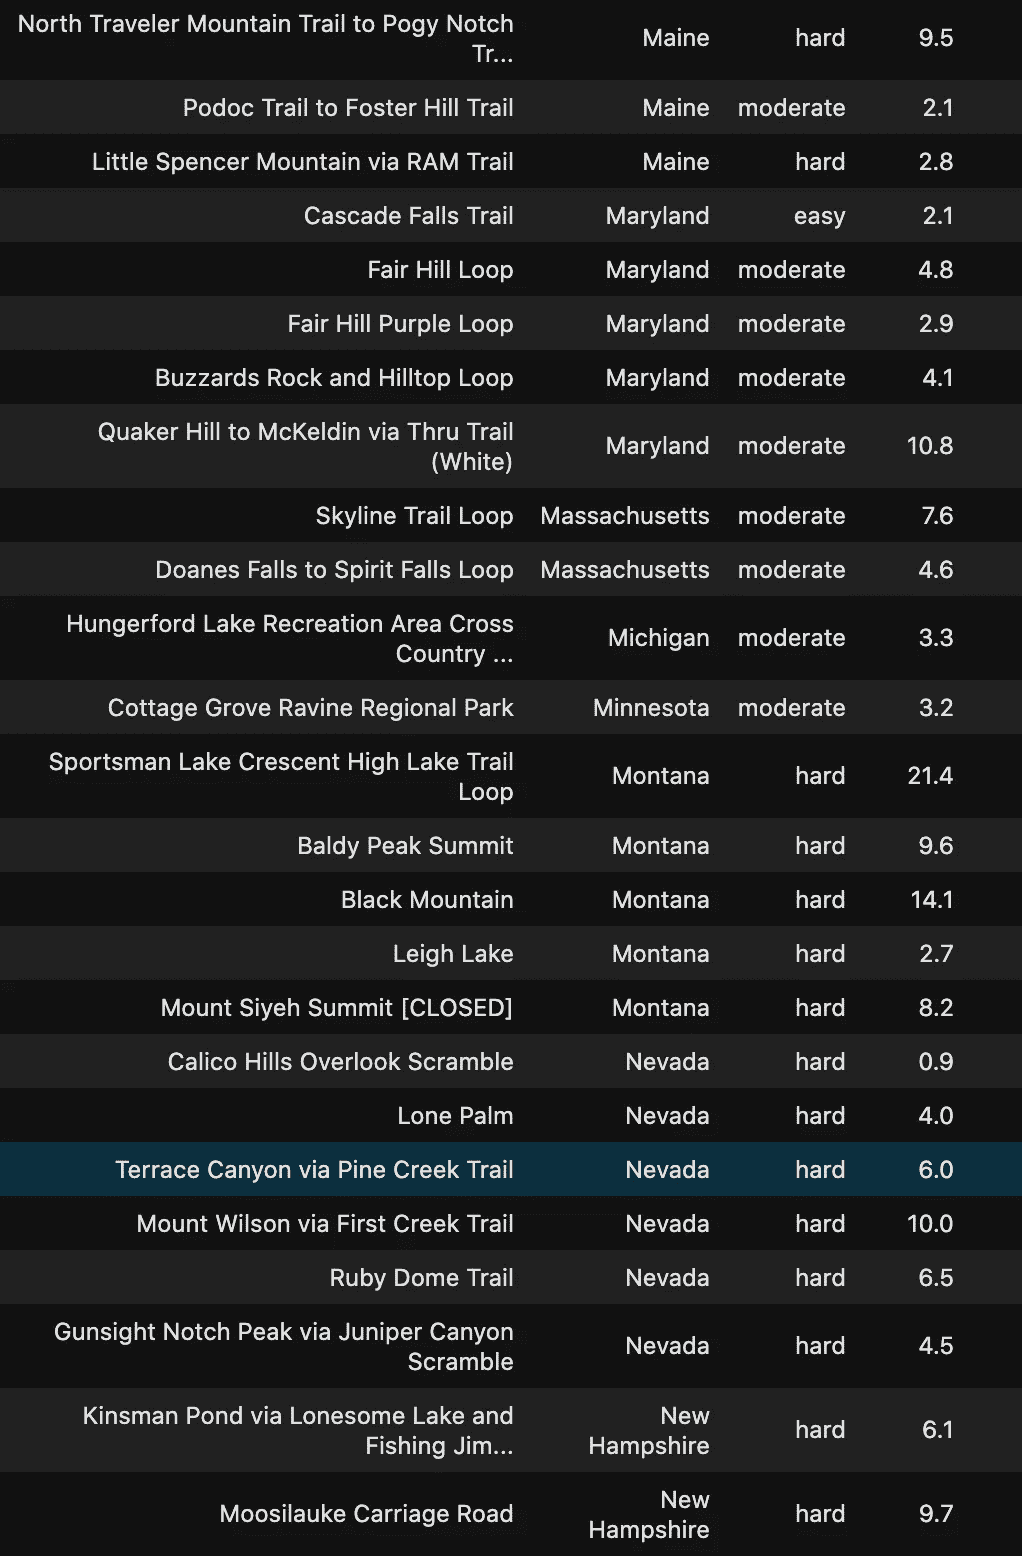 North Traveler Mountain Trail to Pogy Notch Tr... Maine hard 9.5
Podoc Trail to Foster Hill Trail Maine moderate 2.1
Little Spencer Mountain via RAM Trail Maine hard 2.8
Cascade Falls Trail Maryland easy 2.1
Fair Hill Loop Maryland moderate 4.8
Fair Hill Purple Loop Maryland moderate 2.9
Buzzards Rock and Hilltop Loop Maryland moderate 4.1
Quaker Hill to McKeldin via Thru Trail (White) Maryland moderate 10.8
Skyline Trail Loop Massachusetts moderate 7.6
Doanes Falls to Spirit Falls Loop Massachusetts moderate 4.6
Hungerford Lake Recreation Area Cross Country ... Michigan moderate 3.3
Cottage Grove Ravine Regional Park Minnesota moderate 3.2
Sportsman Lake Crescent High Lake Trail Loop Montana hard 21.4
Baldy Peak Summit Montana hard 9.6
Black Mountain Montana hard 14.1
Leigh Lake Montana hard 2.7
Mount Siyeh Summit [CLOSED] Montana hard 8.2
Calico Hills Overlook Scramble Nevada hard 0.9
Lone Palm Nevada hard 4.0
Terrace Canyon via Pine Creek Trail Nevada hard 6.0
Mount Wilson via First Creek Trail Nevada hard 10.0
Ruby Dome Trail Nevada hard 6.5
Gunsight Notch Peak via Juniper Canyon Scramble Nevada hard 4.5
Kinsman Pond via Lonesome Lake and Fishing Jim... New Hampshire hard 6.1
Moosilauke Carriage Road New Hampshire hard 9.7